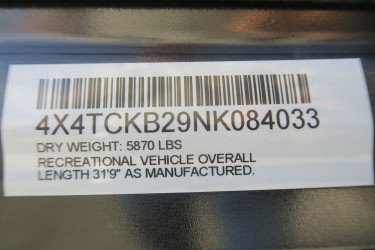 4X4TCKB29NK084033
DRY WEIGHT: 5870 LBS
RECREATIONAL VEHICLE OVERALL
LENGTH 31'9" AS MANUFACTURED.